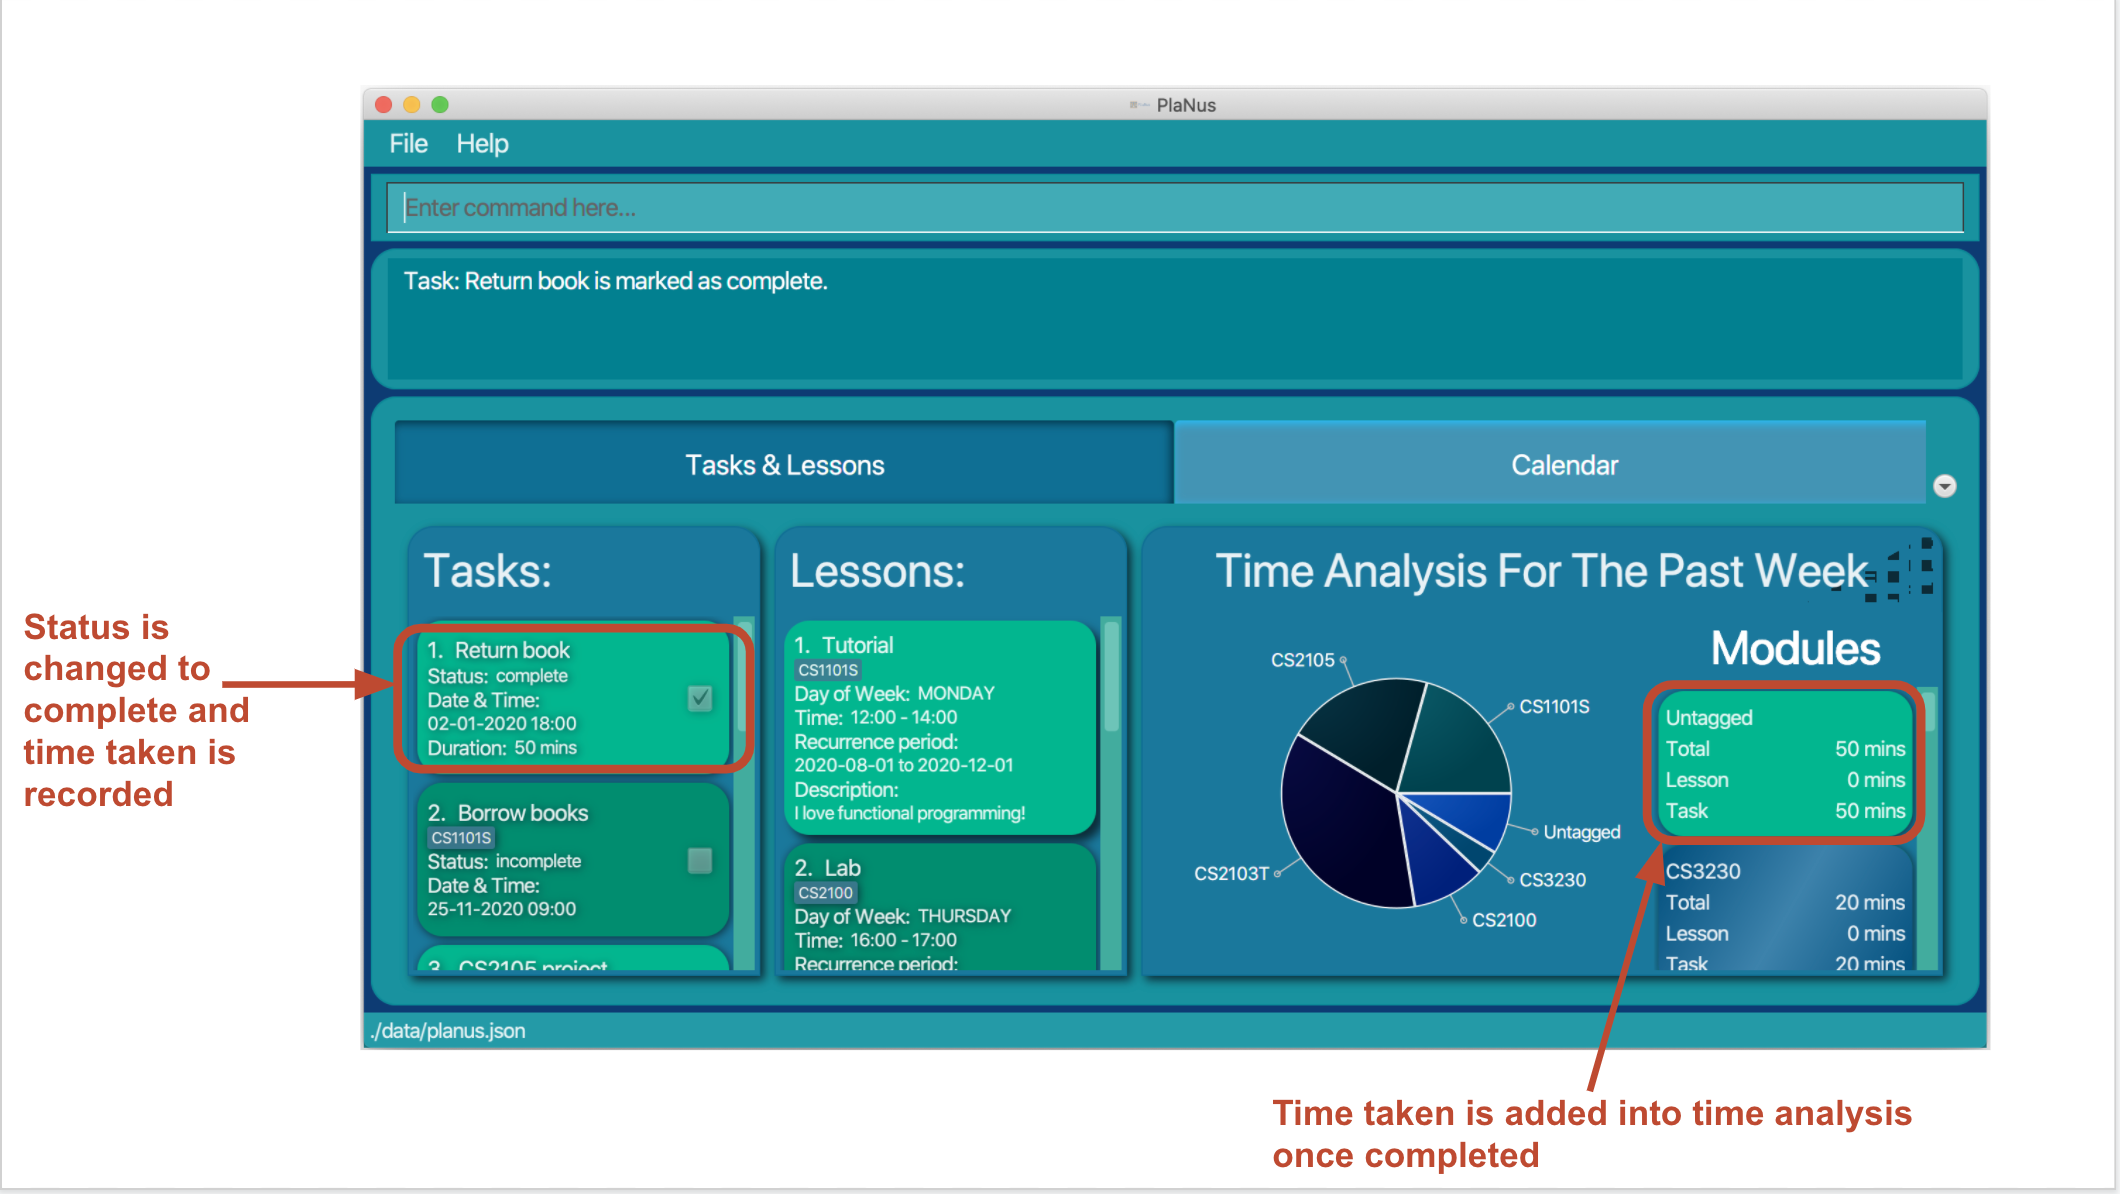 PlaNus
File Help
Enter command here...
Task: Return book is marked as complete.
Tasks & Lessons
Calendar
Tasks:
1. Return book
Status: complete
Date & Time:
02-01-2020 18:00
Duration: 50 mins
2. Borrow books
CS1101S
Status: incomplete
Date & Time:
25-11-2020 09:00
3. CS2105 project
Lessons:
1. Tutorial
CS1101S
Day of Week: MONDAY
Time: 12:00 - 14:00
Recurrence period:
2020-08-01 to 2020-12-01
Description:
I love functional programming!
2. Lab
CS2100
Day of Week: THURSDAY
Time: 16:00 - 17:00
Recurrence period:
Time Analysis For The Past Week
CS2105
CS1101S
Untagged
CS3230
CS2100
CS2103T
Modules
Untagged
Total 50 mins
Lesson 0 mins
Task 50 mins
CS3230
Total 20 mins
Lesson 0 mins
Task 20 mins
./data/planus.json
Status is
changed to
complete and
time taken is
recorded
Time taken is added into time analysis
once completed